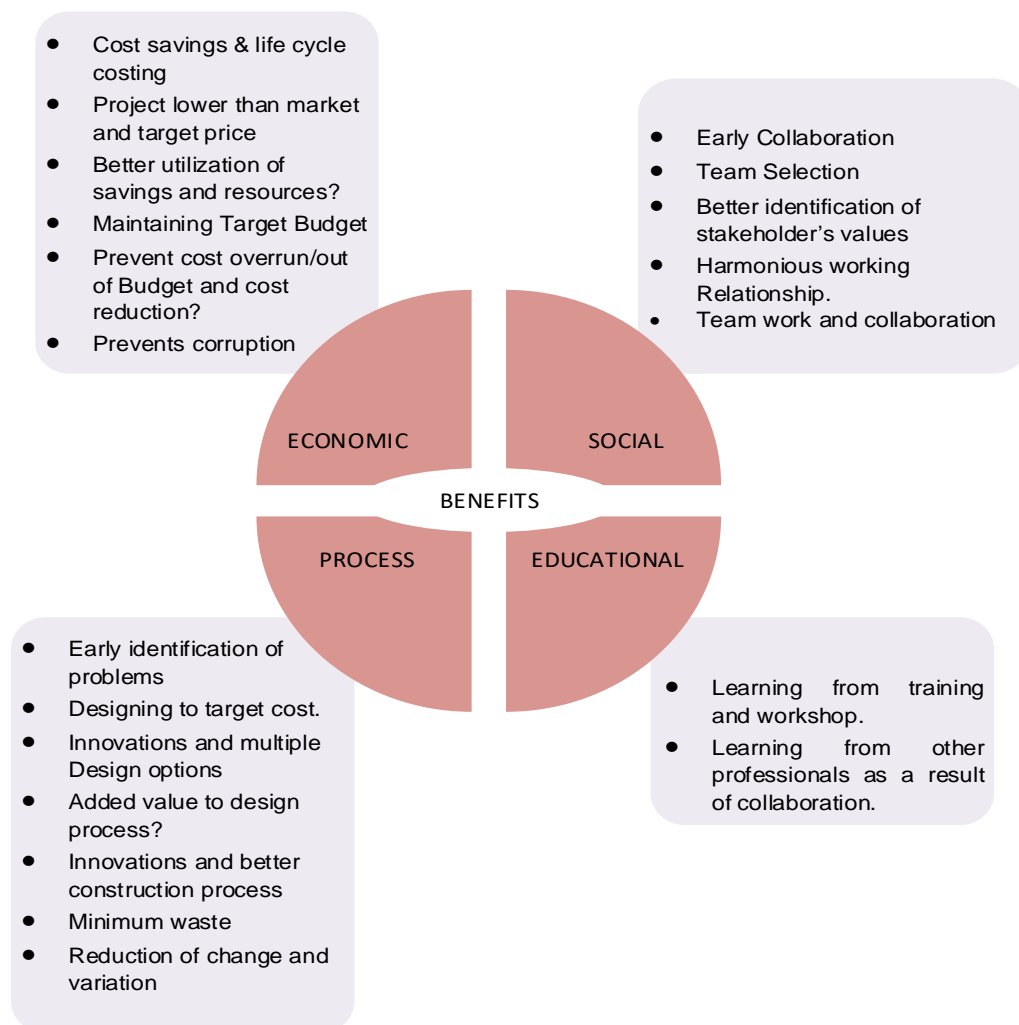 ● Cost savings & life cycle
costing
● Project lower than market
and target price
● Better utilization of
savings and resources?
● Maintaining Target Budget
● Prevent cost overrun/out
of Budget and cost
reduction?
● Prevents corruption
● Early Collaboration
● Team Selection
● Better identification of
stakeholder’s values
● Harmonious working
Relationship.
● Team work and collaboration
ECONOMIC
SOCIAL
BENEFITS
PROCESS
EDUCATIONAL
● Early identification of
problems
● Designing to target cost.
● Innovations and multiple
Design options
● Added value to design
process?
● Innovations and better
construction process
● Minimum waste
● Reduction of change and
variation
● Learning from training
and workshop.
● Learning from other
professionals as a result
of collaboration.